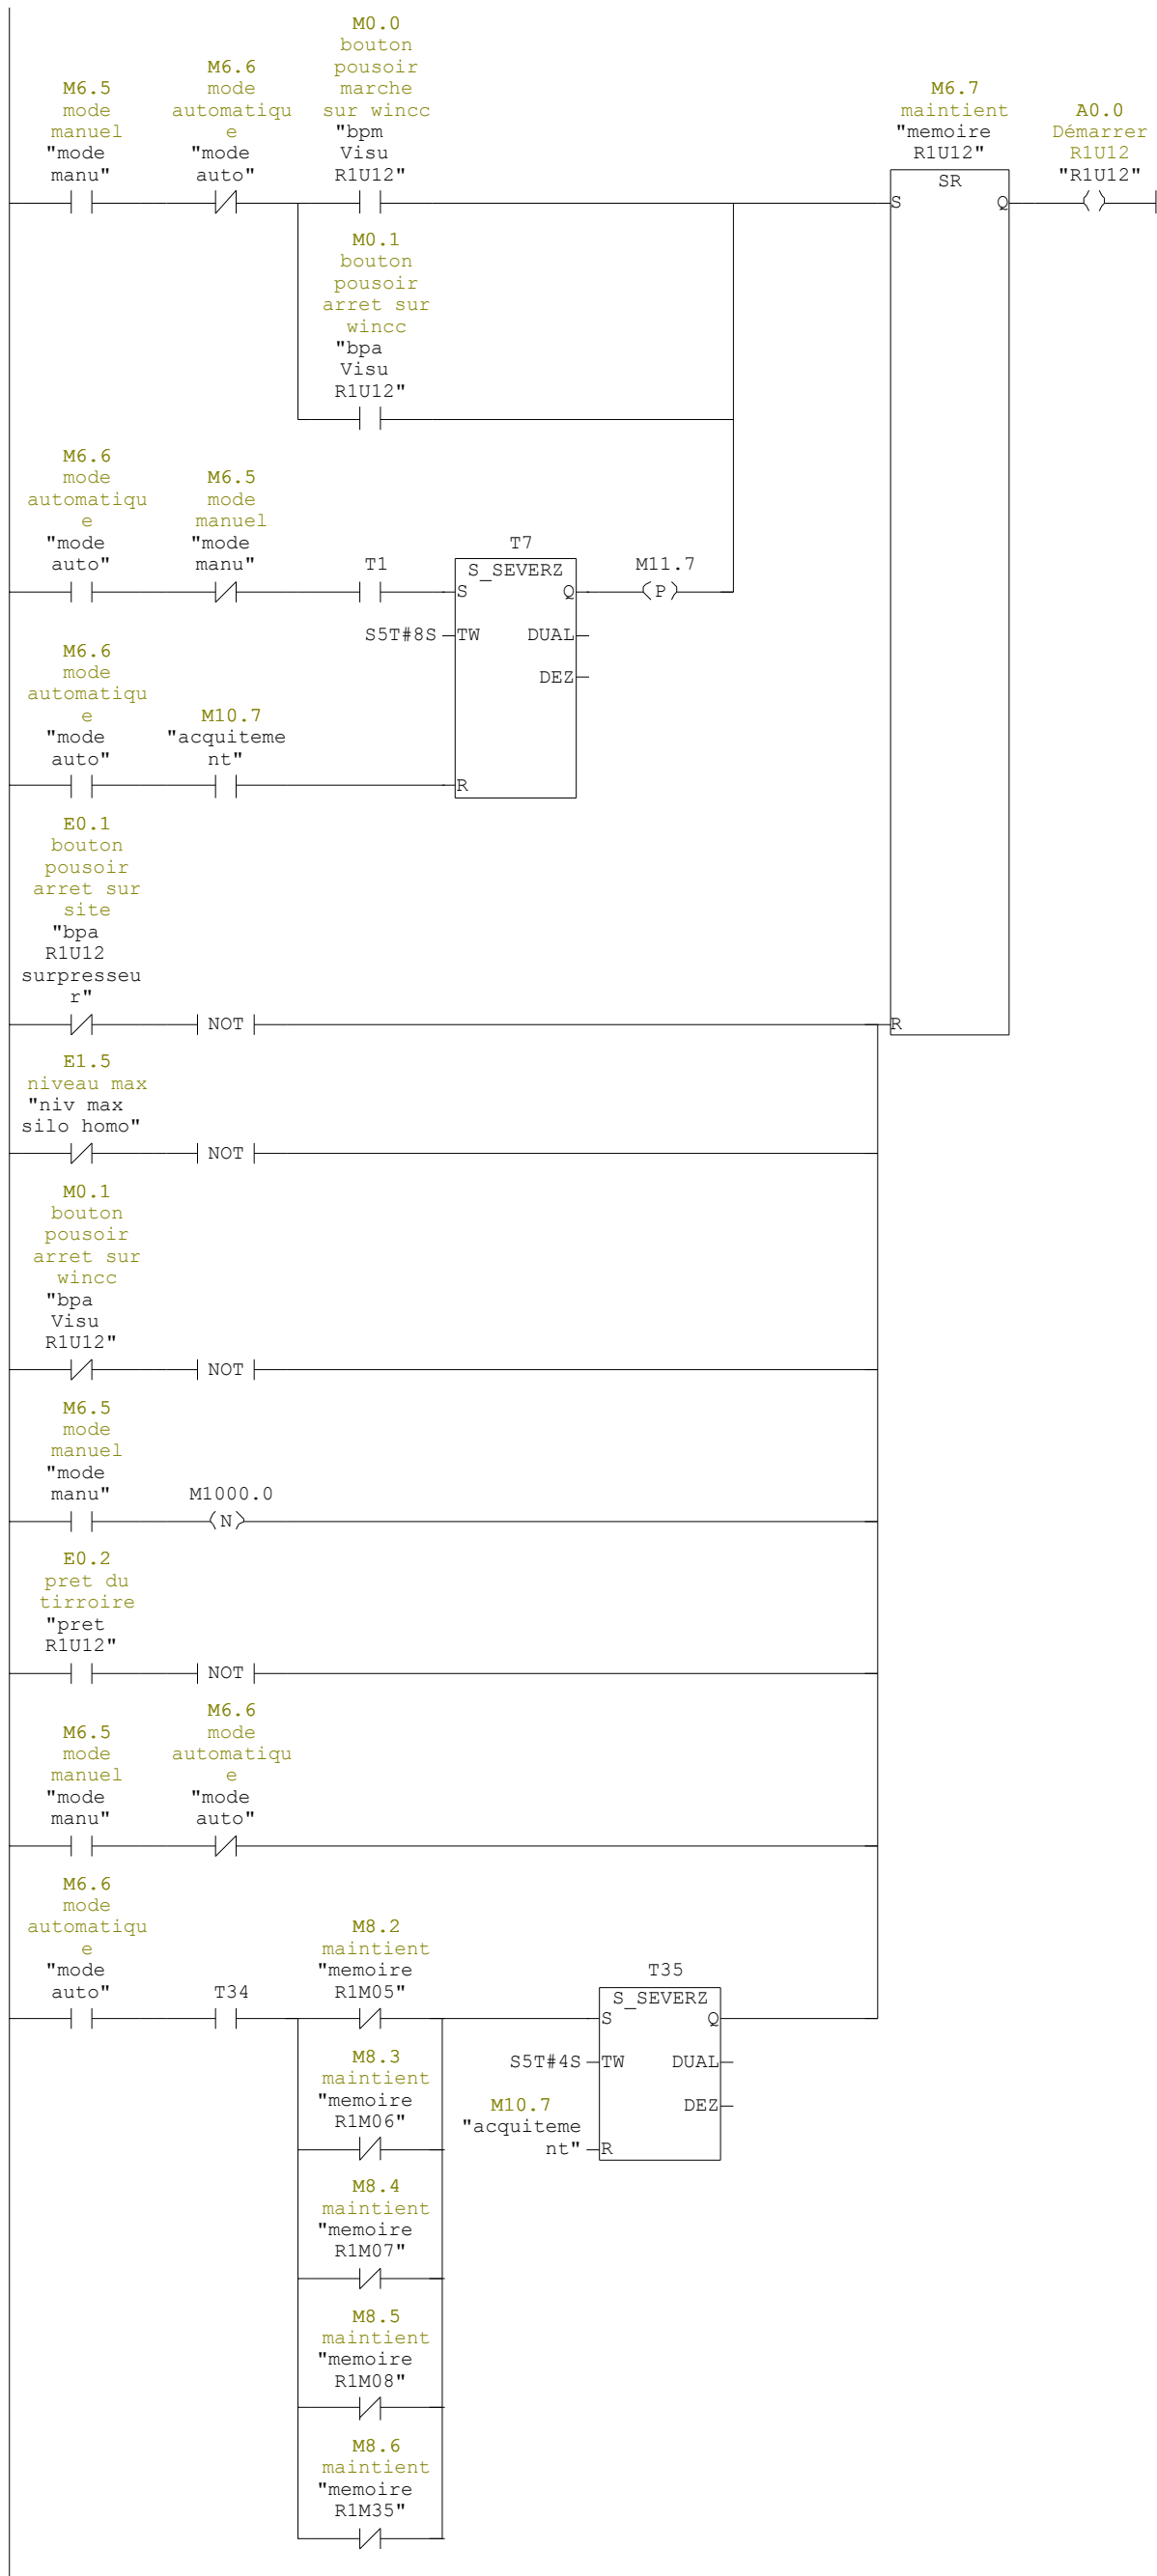 M0.0
bouton
pousoir
marche
sur wincc
"bpm
Visu
R1U12"
M6.6
mode
automatiqu
e
"mode
auto"
M6.5
mode
manuel
"mode
manu"
M6.7
maintient
"memoire
R1U12"
SR
S
Q
A0.0
Démarrer
R1U12
"R1U12"
M0.1
bouton
pousoir
arret sur
wincc
"bpa
Visu
R1U12"
M6.6
mode
automatiqu
e
"mode
auto"
M6.5
mode
manuel
"mode
manu"
T1
T7
S_SEVERZ
S
Q
M11.7
P
S5T#8S
TW
DUAL
DEZ
M6.6
mode
automatiqu
e
"mode
auto"
M10.7
"acquiteme
nt"
R
E0.1
bouton
pousoir
arret sur
site
"bpa
R1U12
surpresseu
r"
NOT
R
E1.5
niveau max
"niv max
silo homo"
NOT
M0.1
bouton
pousoir
arret sur
wincc
"bpa
Visu
R1U12"
NOT
M6.5
mode
manuel
"mode
manu"
M1000.0
N
E0.2
pret du
tirroire
"pret
R1U12"
NOT
M6.5
mode
manuel
"mode
manu"
M6.6
mode
automatiqu
e
"mode
auto"
M6.6
mode
automatiqu
e
"mode
auto"
T34
M8.2
maintient
"memoire
R1M05"
T35
S_SEVERZ
S
Q
S5T#4S
TW
DUAL
DEZ
M10.7
"acquiteme
nt"
R
M8.3
maintient
"memoire
R1M06"
M8.4
maintient
"memoire
R1M07"
M8.5
maintient
"memoire
R1M08"
M8.6
maintient
"memoire
R1M35"